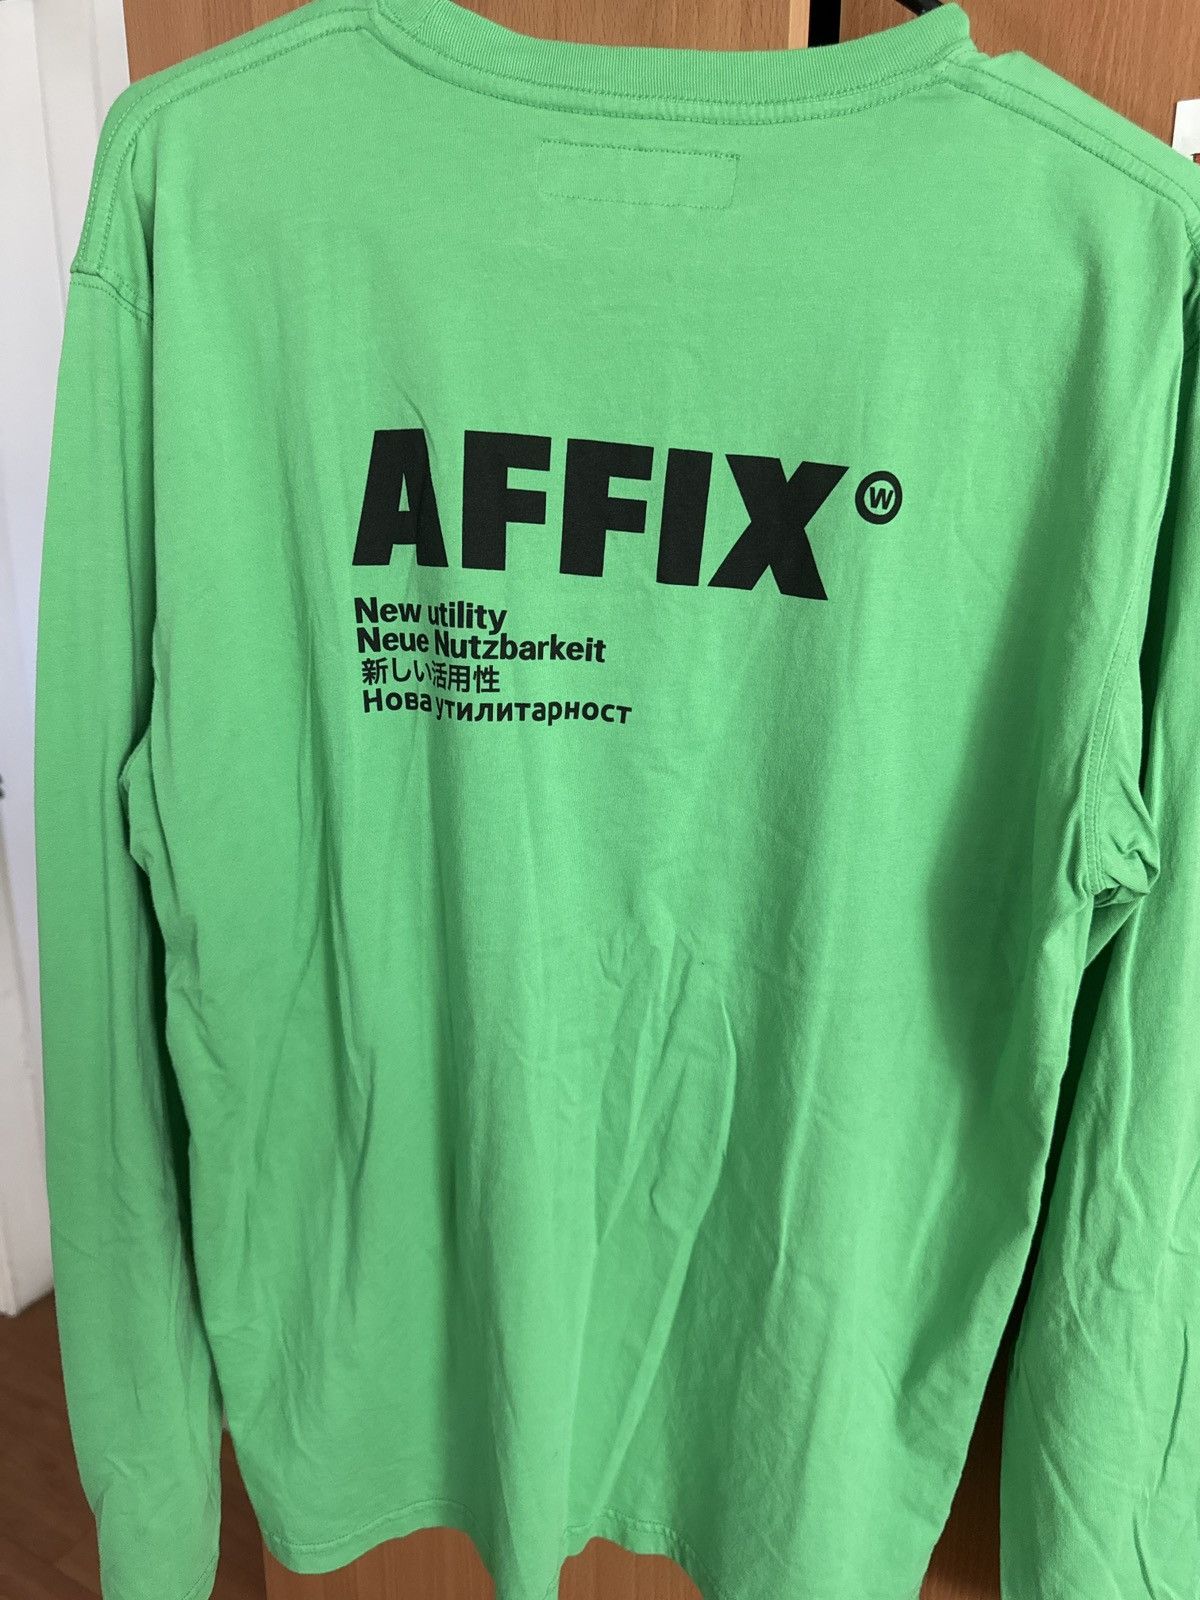 AFFIX Ⓦ
New utility
Neue Nutzbarkeit
新しい活用性
Нова утилитарност